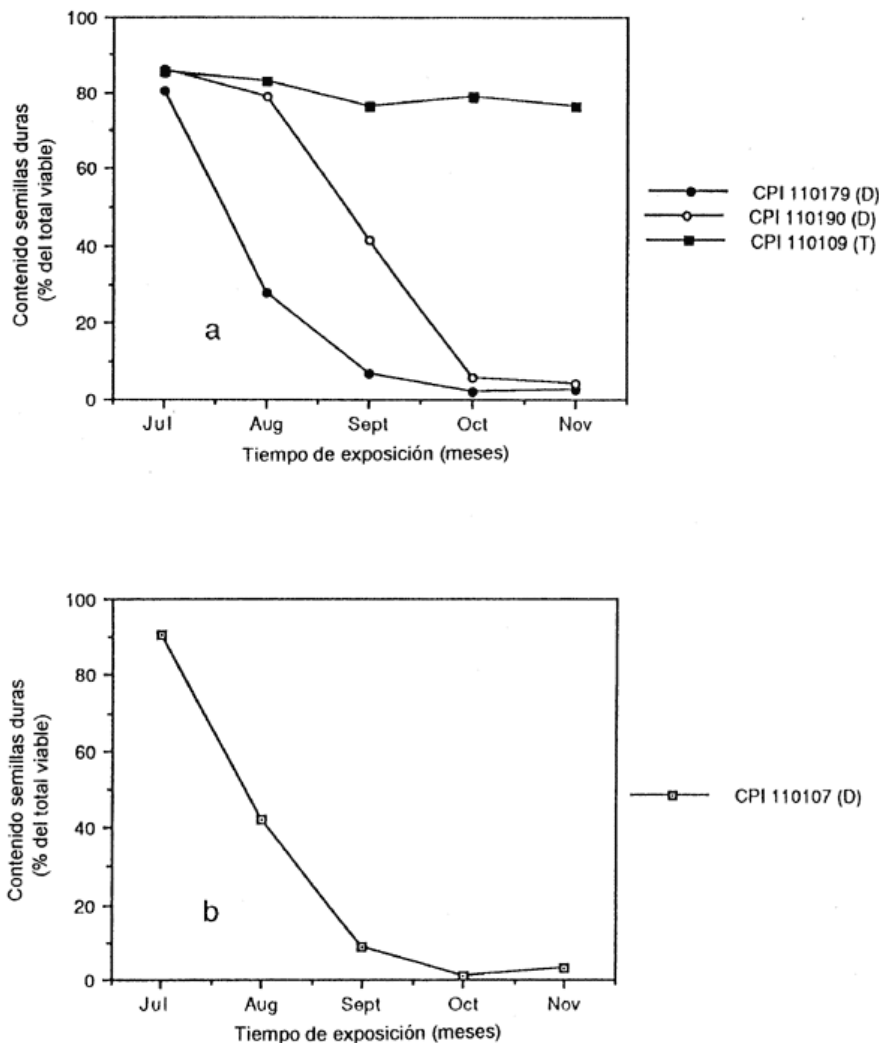 100
80
60
40
20
0
Contenido semillas duras
(% del total viable)
a
Jul Aug Sept Oct Nov
Tiempo de exposición (meses)
CPI 110179 (D)
CPI 110190 (D)
CPI 110109 (T)
100
80
60
40
20
0
Contenido semillas duras
(% del total viable)
b
Jul Aug Sept Oct Nov
Tiempo de exposición (meses)
CPI 110107 (D)